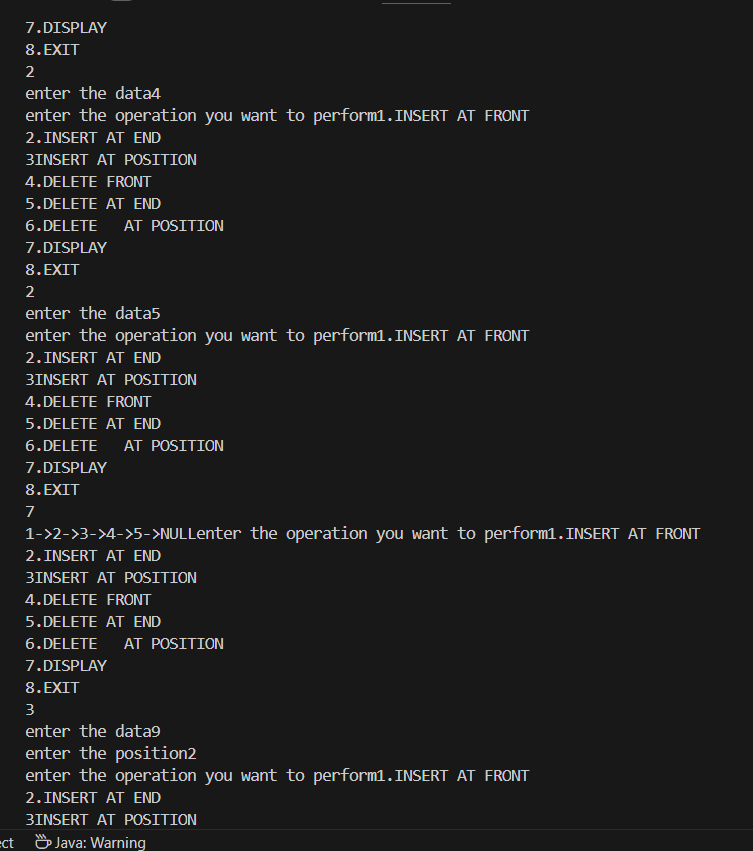 7.DISPLAY
8.EXIT
2
enter the data4
enter the operation you want to perform1.INSERT AT FRONT
2.INSERT AT END
3INSERT AT POSITION
4.DELETE FRONT
5.DELETE AT END
6.DELETE   AT POSITION
7.DISPLAY
8.EXIT
2
enter the data5
enter the operation you want to perform1.INSERT AT FRONT
2.INSERT AT END
3INSERT AT POSITION
4.DELETE FRONT
5.DELETE AT END
6.DELETE   AT POSITION
7.DISPLAY
8.EXIT
7
1->2->3->4->5->NULLenter the operation you want to perform1.INSERT AT FRONT
2.INSERT AT END
3INSERT AT POSITION
4.DELETE FRONT
5.DELETE AT END
6.DELETE   AT POSITION
7.DISPLAY
8.EXIT
3
enter the data9
enter the position2
enter the operation you want to perform1.INSERT AT FRONT
2.INSERT AT END
3INSERT AT POSITION
ect Java: Warning